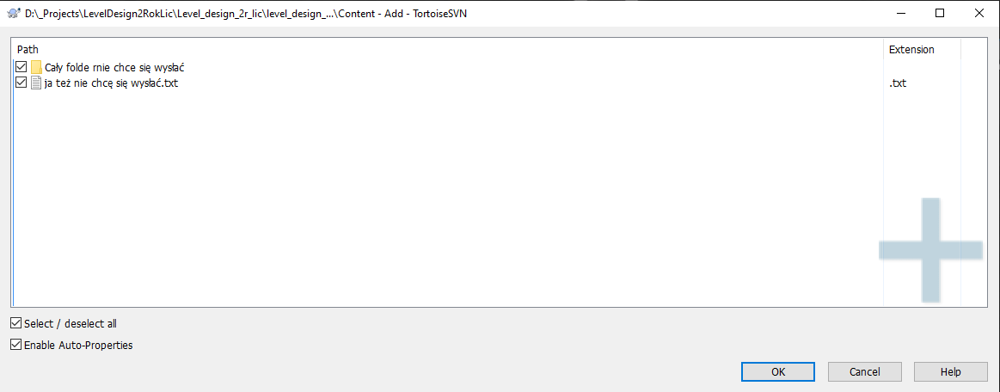 D:\_Projects\LevelDesign2RokLic\Level_design_2r_lic\level_design_...\Content - Add - TortoiseSVN
Path Extension
Cały folde rnie chce się wysłać
ja też nie chcę się wysłać.txt .txt
Select / deselect all
Enable Auto-Properties
OK Cancel Help